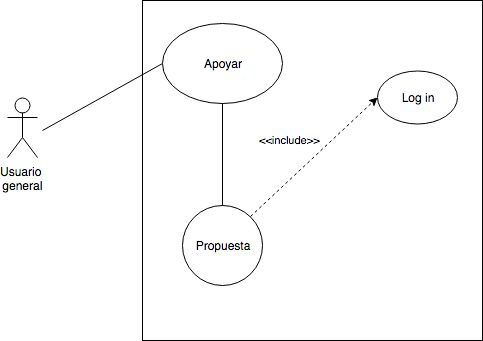 Apoyar
Log in
<<include>>
Usuario
general
Propuesta